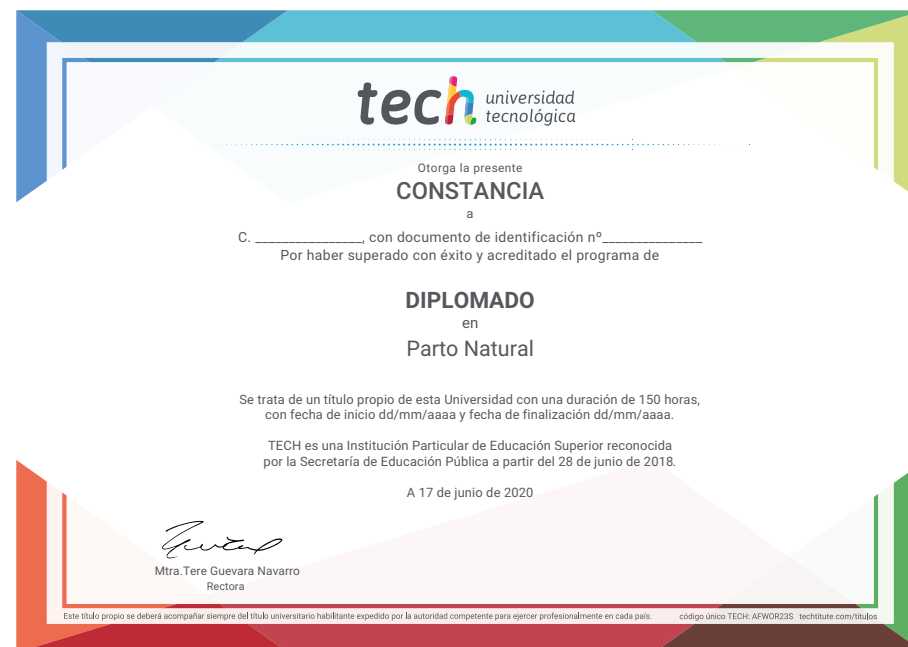 tech universidad
tecnológica
Otorga la presente
CONSTANCIA
a
C. ________________, con documento de identificación nº_______________
Por haber superado con éxito y acreditado el programa de
DIPLOMADO
en
Parto Natural
Se trata de un título propio de esta Universidad con una duración de 150 horas,
con fecha de inicio dd/mm/aaaa y fecha de finalización dd/mm/aaaa.
TECH es una Institución Particular de Educación Superior reconocida
por la Secretaría de Educación Pública a partir del 28 de junio de 2018.
A 17 de junio de 2020
Mtra.Tere Guevara Navarro
Rectora
Este título propio se deberá acompañar siempre del título universitario habilitante expedido por la autoridad competente para ejercer profesionalmente en cada país. código único TECH: AFWOR23S techtitute.com/titulos